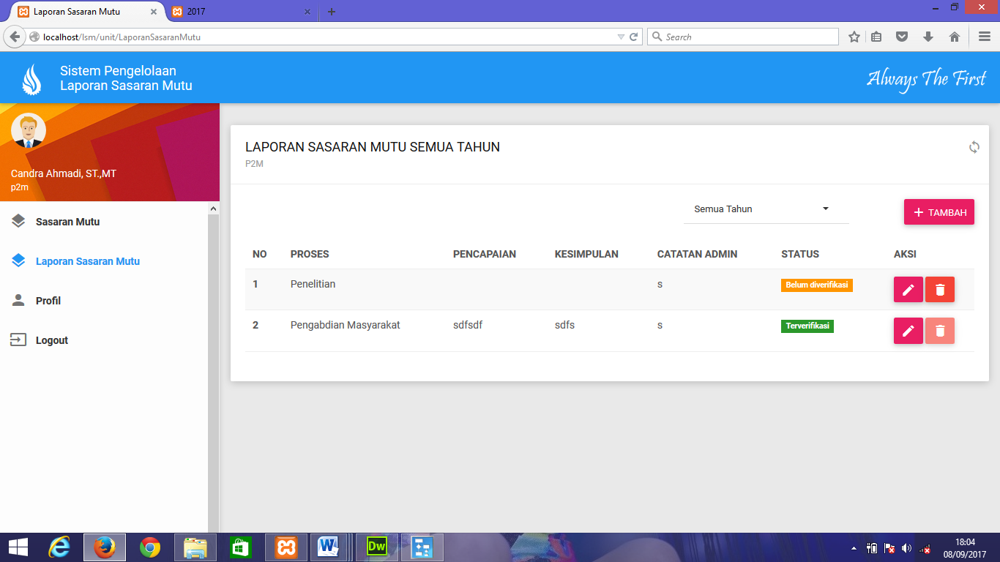 Laporan Sasaran Mutu
2017
localhost/lsm/unit/LaporanSasaranMutu
Search
Sistem Pengelolaan
Laporan Sasaran Mutu
Always The First
Candra Ahmadi, ST.,MT
p2m
Sasaran Mutu
Laporan Sasaran Mutu
Profil
Logout
LAPORAN SASARAN MUTU SEMUA TAHUN
P2M
Semua Tahun
TAMBAH
NO PROSES PENCAPAIAN KESIMPULAN CATATAN ADMIN STATUS AKSI
1 Penelitian s Belum diverifikasi
2 Pengabdian Masyarakat sdfsdf sdfs s Terverifikasi
Dw
18:04
08/09/2017